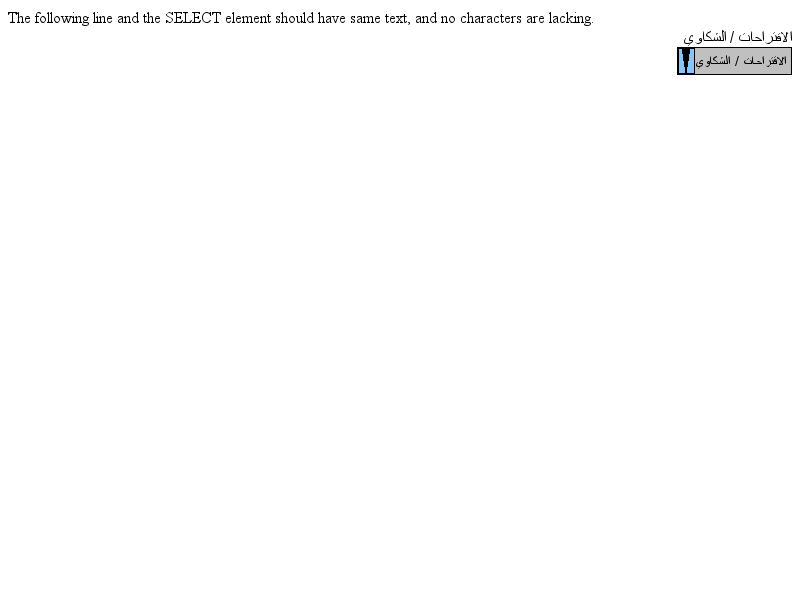 The following line and the SELECT element should have same text, and no characters are lacking.
الاقتراحات / الشكاوي
الاقتراحات / الشكاوي